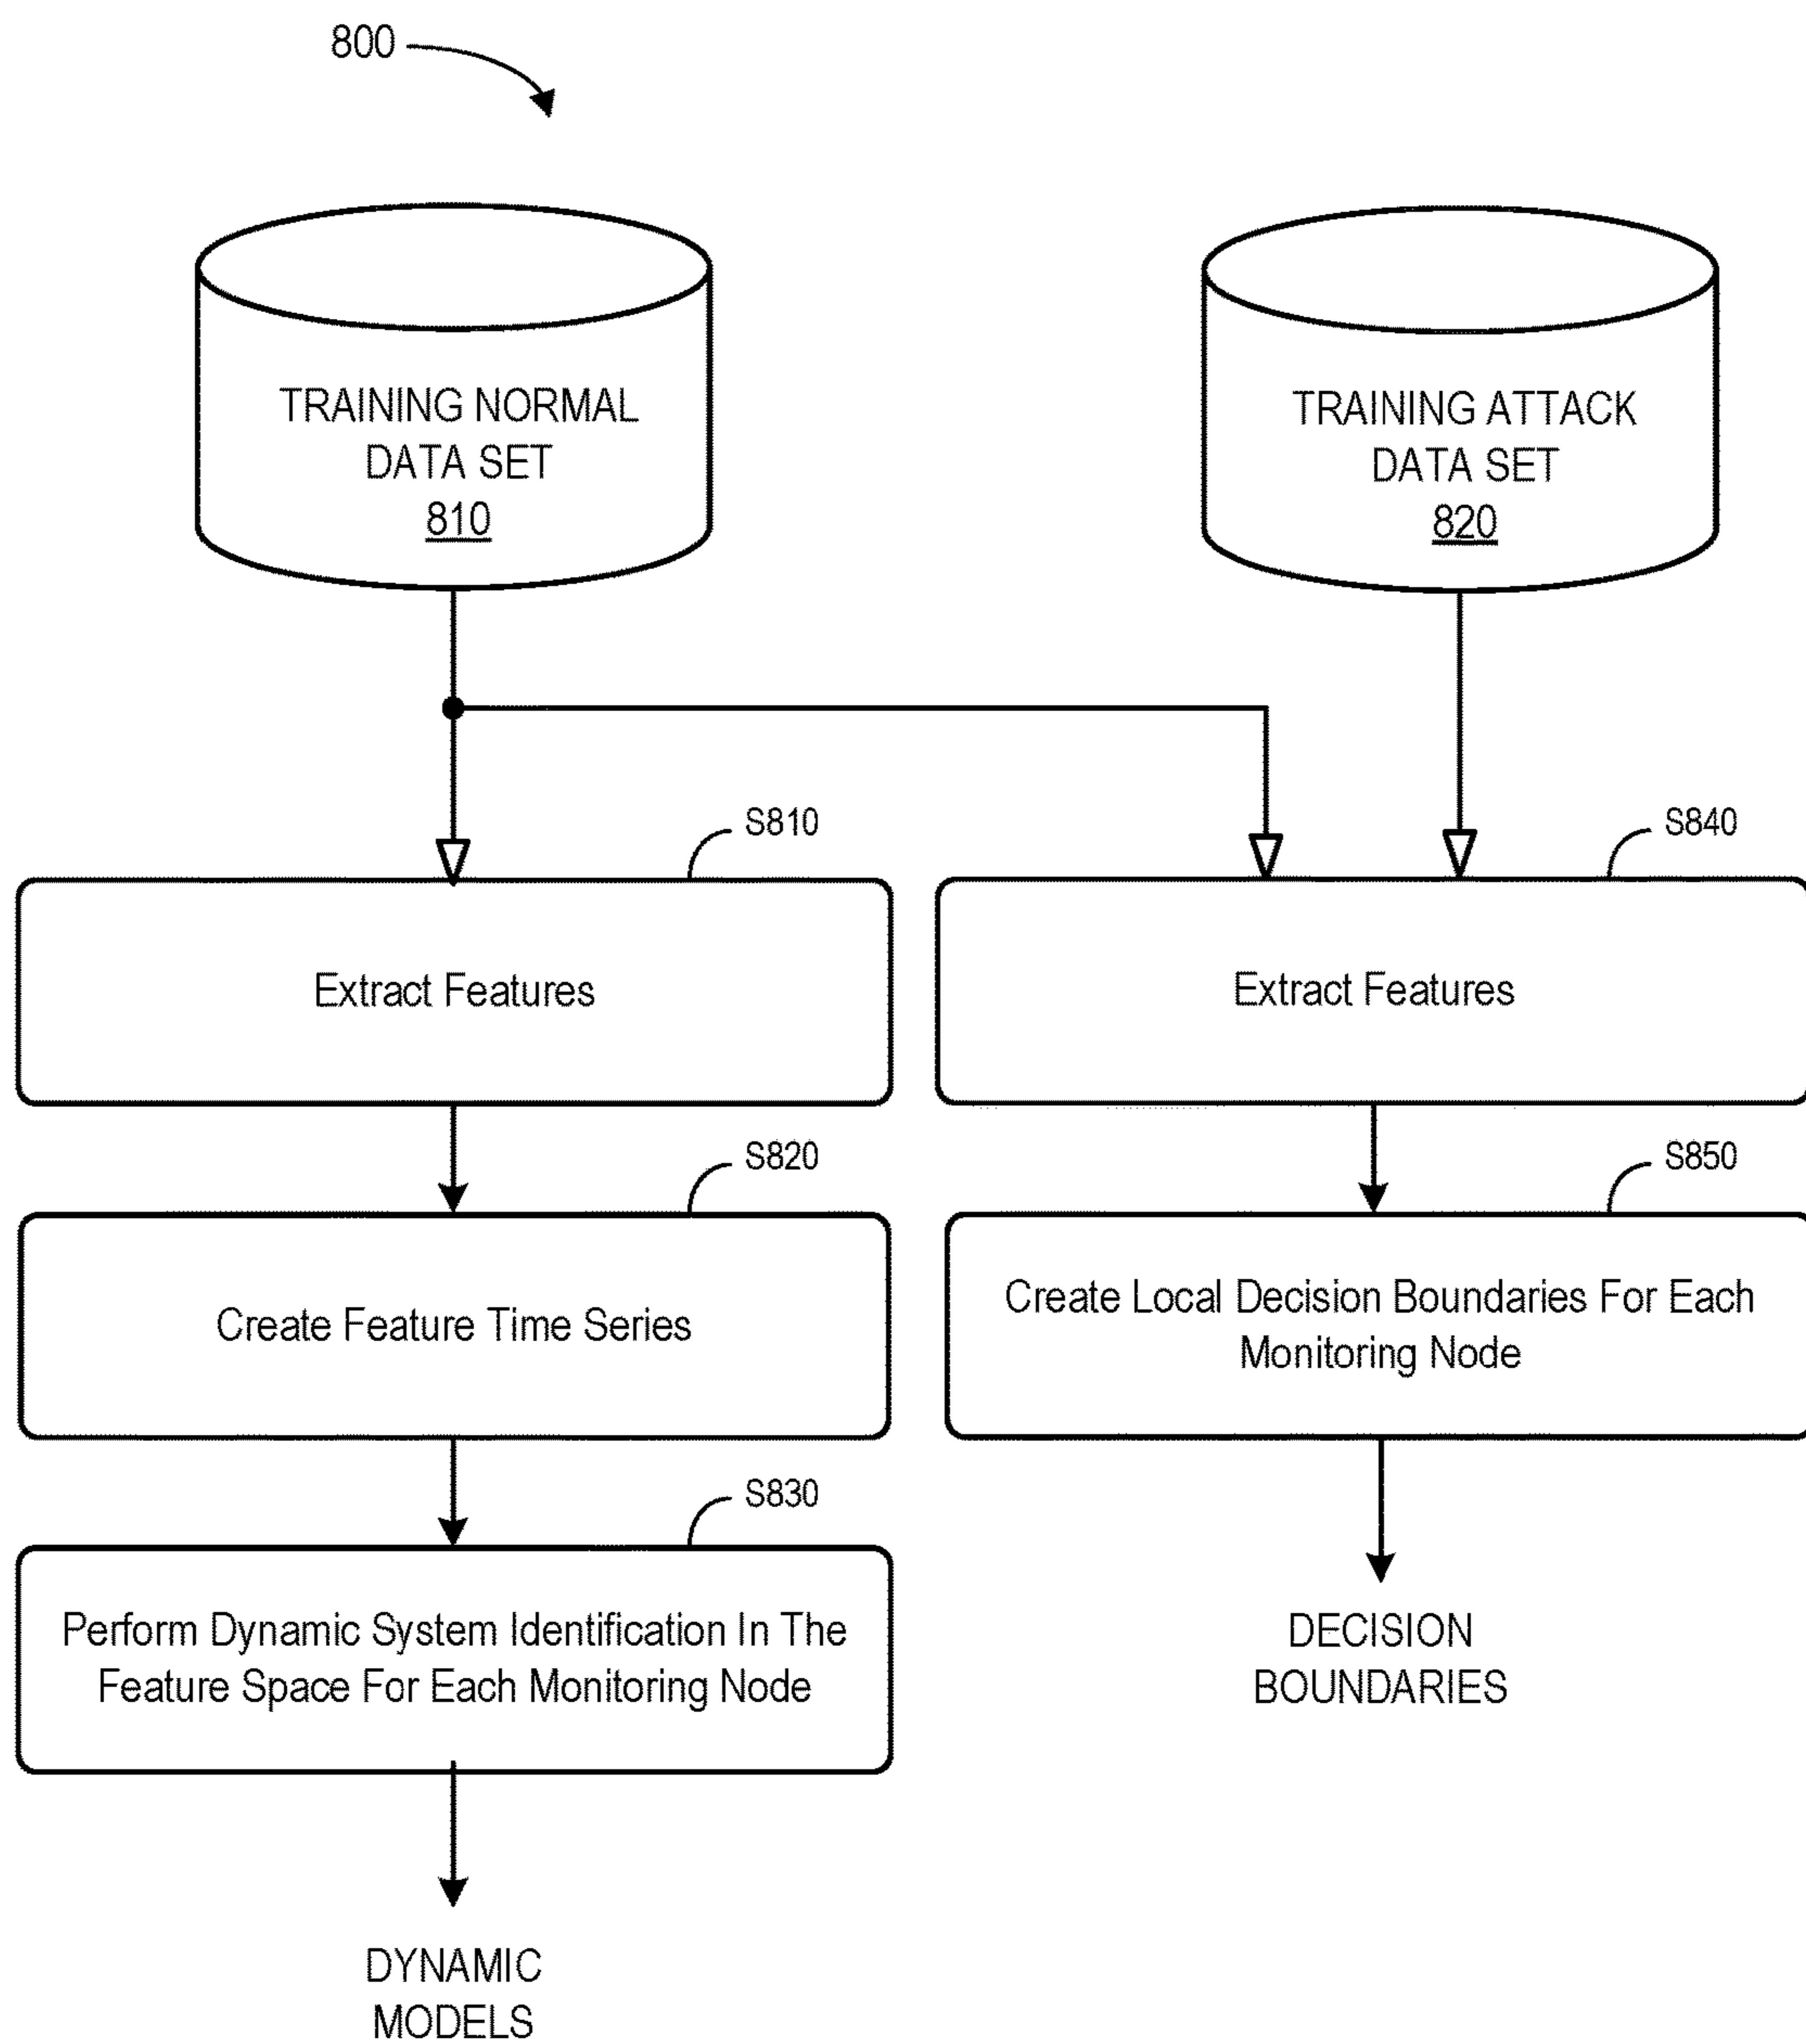 800
TRAINING NORMAL
DATA SET
810
TRAINING ATTACK
DATA SET
820
S810
Extract Features
S840
Extract Features
S820
Create Feature Time Series
S850
Create Local Decision Boundaries For Each
Monitoring Node
S830
Perform Dynamic System Identification In The
Feature Space For Each Monitoring Node
DECISION
BOUNDARIES
DYNAMIC
MODELS